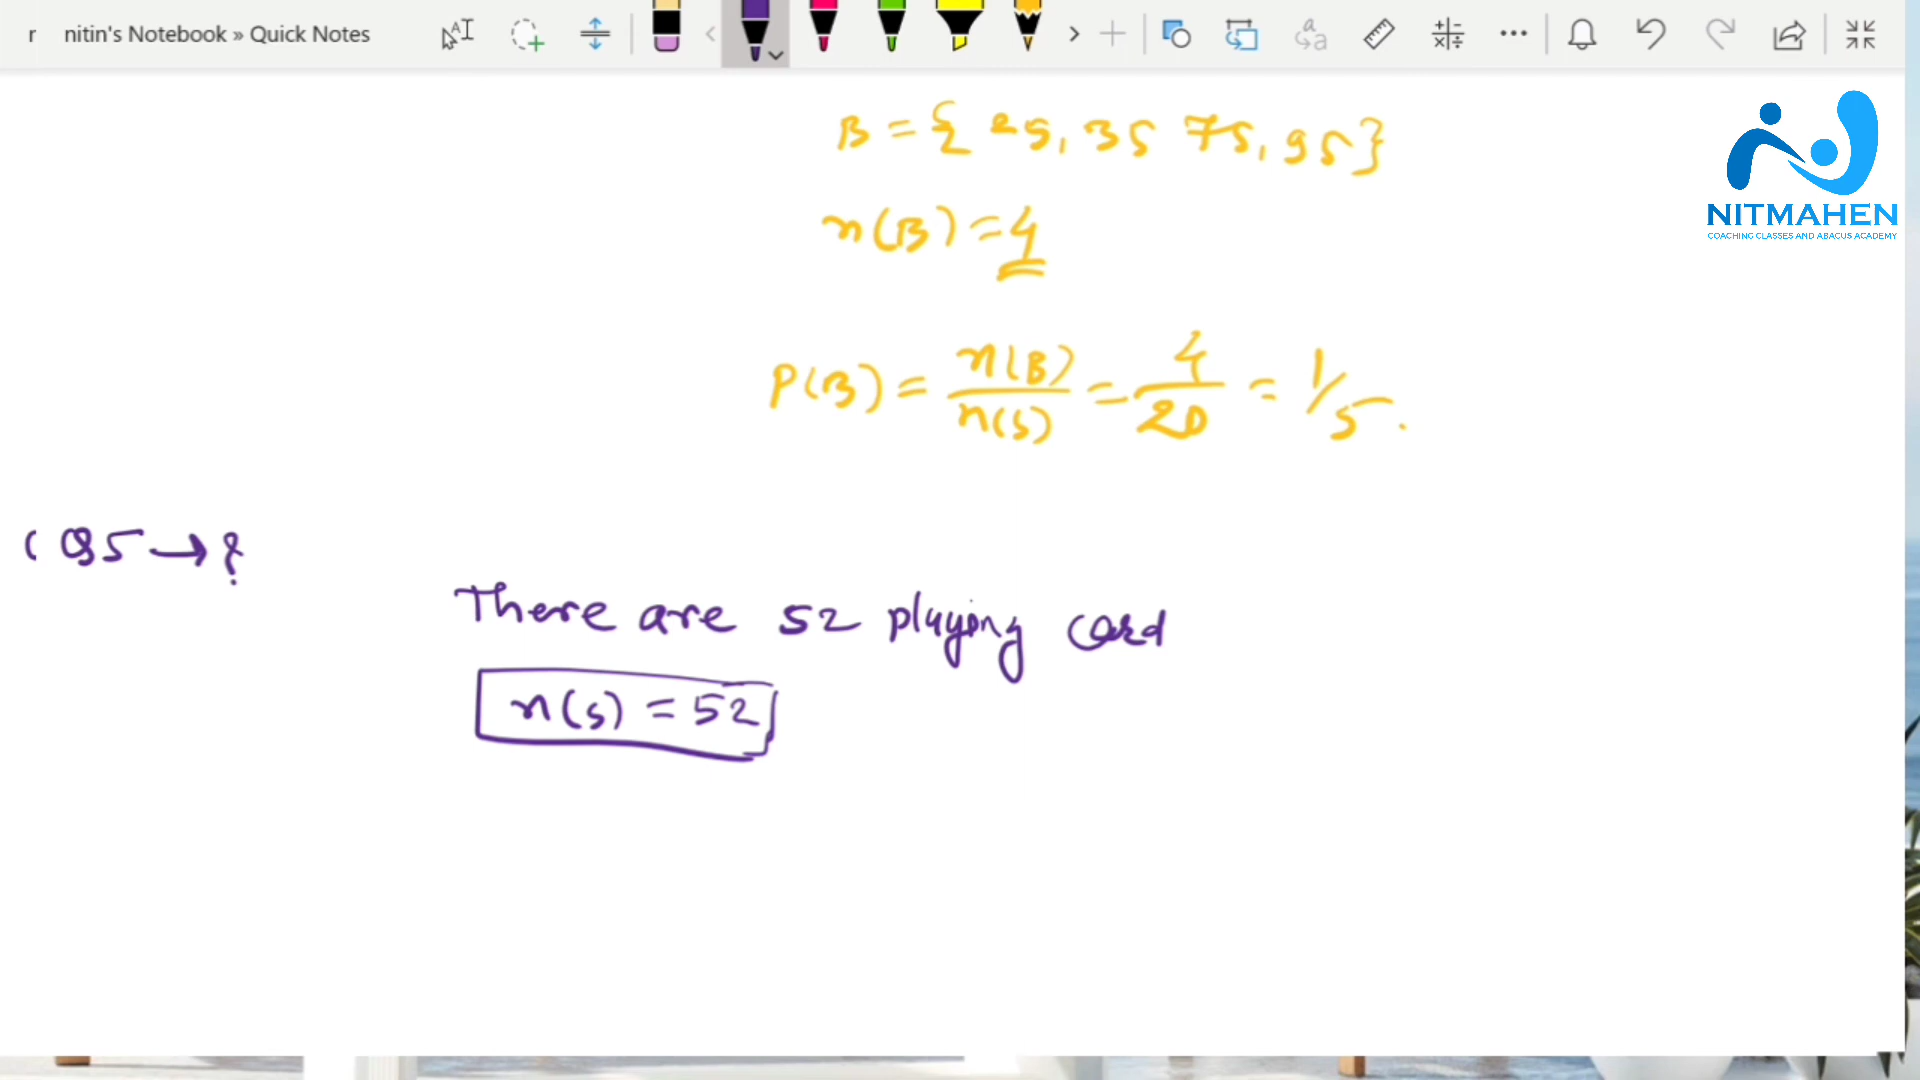 r nitin's Notebook » Quick Notes
NITMAHEN
COACHING CLASSES AND ABACUS ACADEMY
B = { 25, 35 75, 95}
n(B) = 4
P(B) = n(B)/n(S) = 4/20 = 1/5.
( Q5 → ?
There are 52 playing card
n(s) = 52